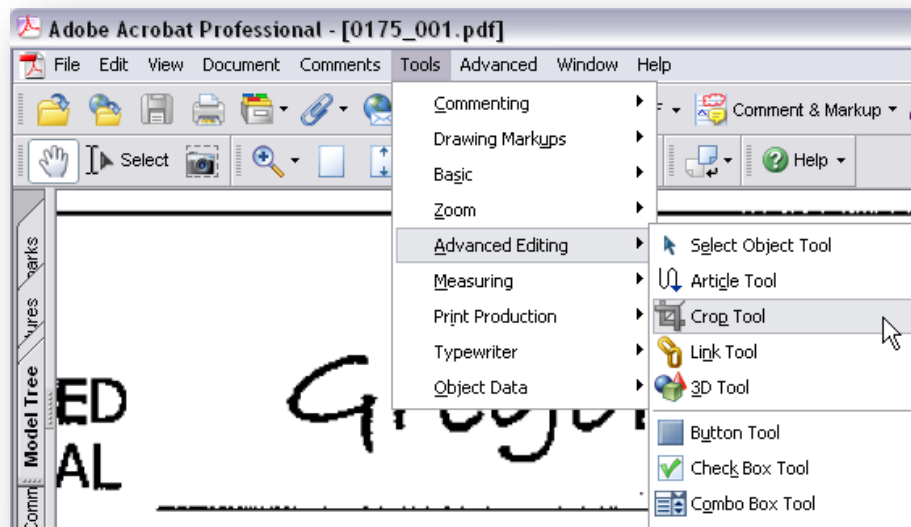 Adobe Acrobat Professional - [0175_001.pdf]
File Edit View Document Comments Tools Advanced Window Help
Commenting
Comment & Markup
Select
Drawing Markups
Help
Basic
Zoom
Advanced Editing
Select Object Tool
Measuring
Article Tool
Print Production
Crop Tool
Typewriter
Link Tool
Object Data
3D Tool
Model Tree
ED
AL
Button Tool
Check Box Tool
Combo Box Tool